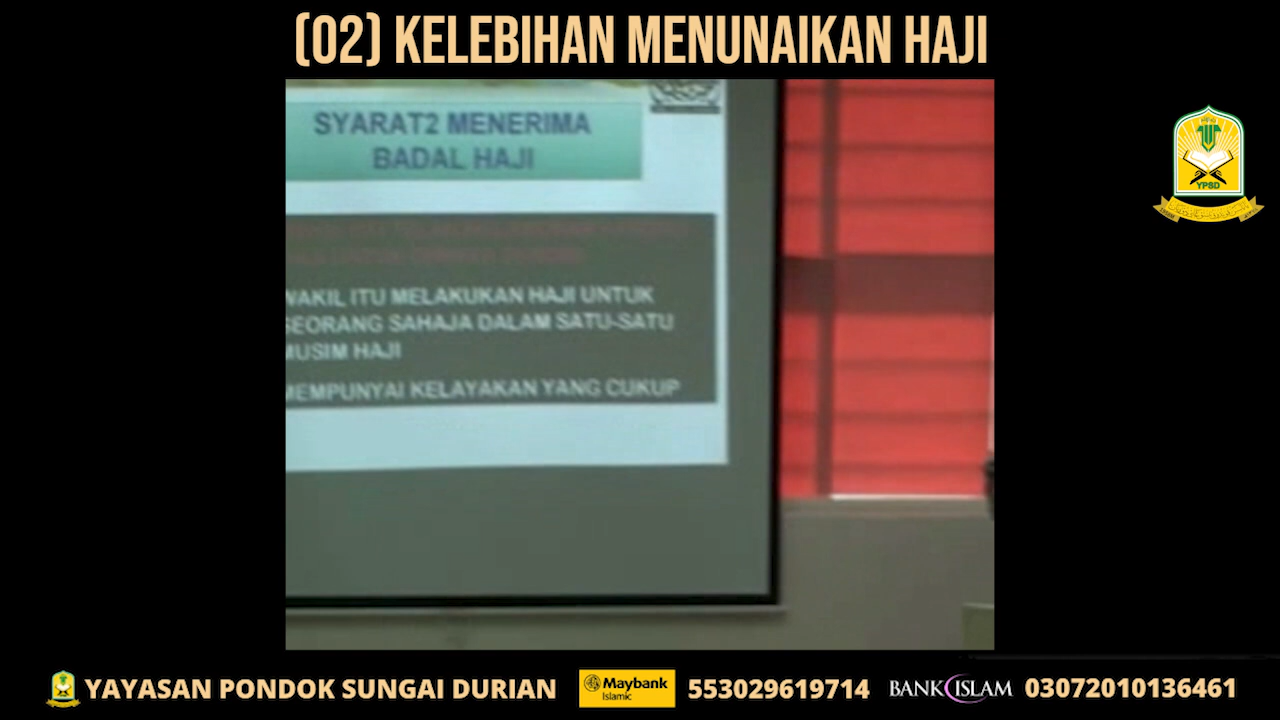 (02) KELEBIHAN MENUNAIKAN HAJI
SYARAT2 MENERIMA
BADAL HAJI
WAKIL ITU MELAKUKAN HAJI UNTUK
SEORANG SAHAJA DALAM SATU-SATU
MUSIM HAJI
MEMPUNYAI KELAYAKAN YANG CUKUP
YPSD
YAYASAN PONDOK SUNGAI DURIAN
Maybank
Islamic
553029619714
BANK ISLAM
03072010136461